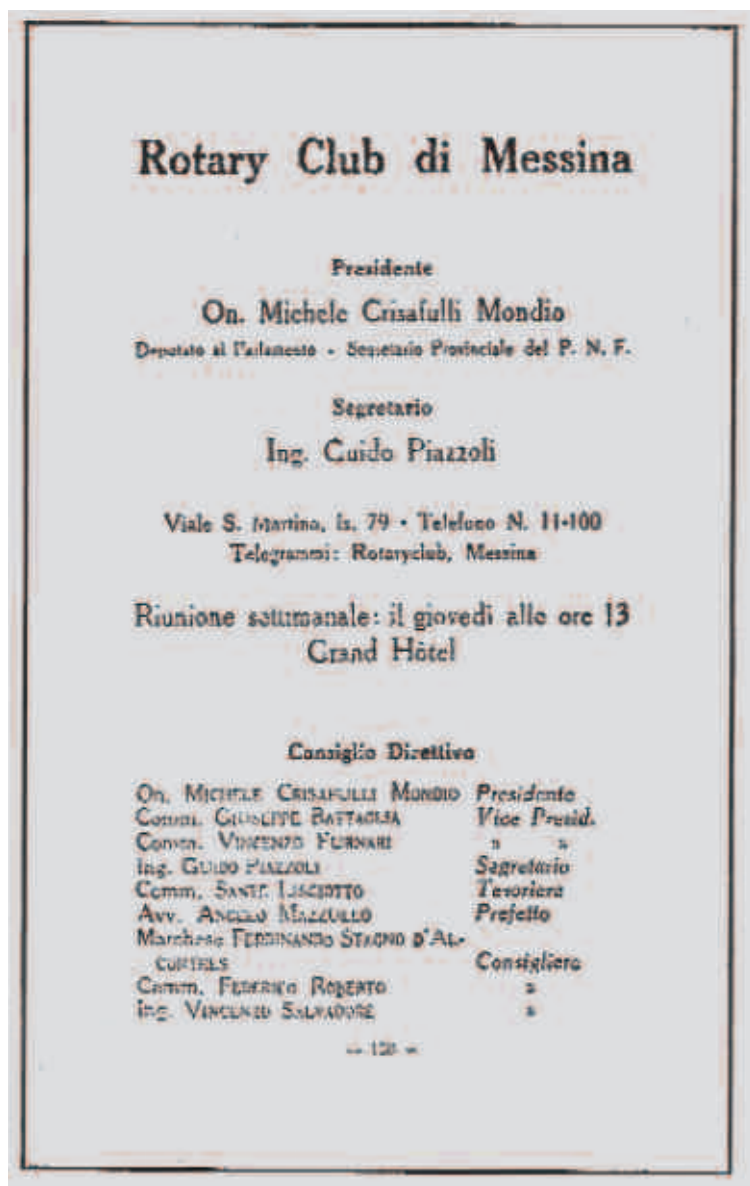 Rotary Club di Messina
Presidente
On. Michele Crisafulli Mondio
Deputato al Parlamento - Segretario Provinciale del P. N. F.
Segretario
Ing. Guido Piazzoli
Viale S. Martino, Is. 79 - Telefono N. 11-100
Telegrammi: Rotaryclub, Messina
Riunione settimanale: il giovedì alle ore 13
Grand Hôtel
Consiglio Direttivo
On. MICHELE CRISAFULLI MONDIO Presidente
Comm. GIUSEPPE BATTAGLIA Vice Presid.
Comm. VINCENZO FURNARI » »
Ing. GUIDO PIAZZOLI Segretario
Comm. SANTE LISCIOTTO Tesoriere
Avv. ANGELO MAZZULLO Prefetto
Marchese FERDINANDO STAGNO D'AL-
Consigliere
Comm. FEDERICO ROBERTO »
Ing. VINCENZO SALVADORE »